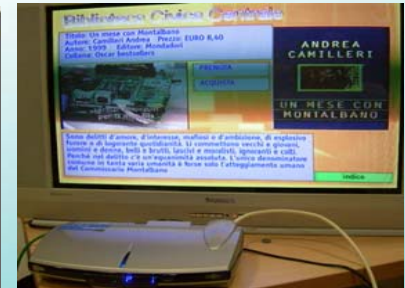 Biblioteca Civica Centrale
Titolo: Un mese con Montalbano
Autore: Camilleri Andrea Prezzo: EURO 8,40
Anno: 1999 Editore: Mondadori
Collana: Oscar bestsellers
PRENOTA
ACQUISTA
ANDREA
CAMILLERI
UN MESE CON
MONTALBANO
Sono delitti d'amore, d'interesse, mafiosi o d'ambizione, di esplosivo
furore o di logorante quotidianità. Li commettono vecchi e giovani,
uomini e donne, belli e brutti, lascivi e moralisti, ignoranti e colti.
Perché nel delitto c'è un'equanimità assoluta. L'unico denominatore
comune in tanta varia umanità è forse solo l'atteggiamento umano
del Commissario Montalbano
indice